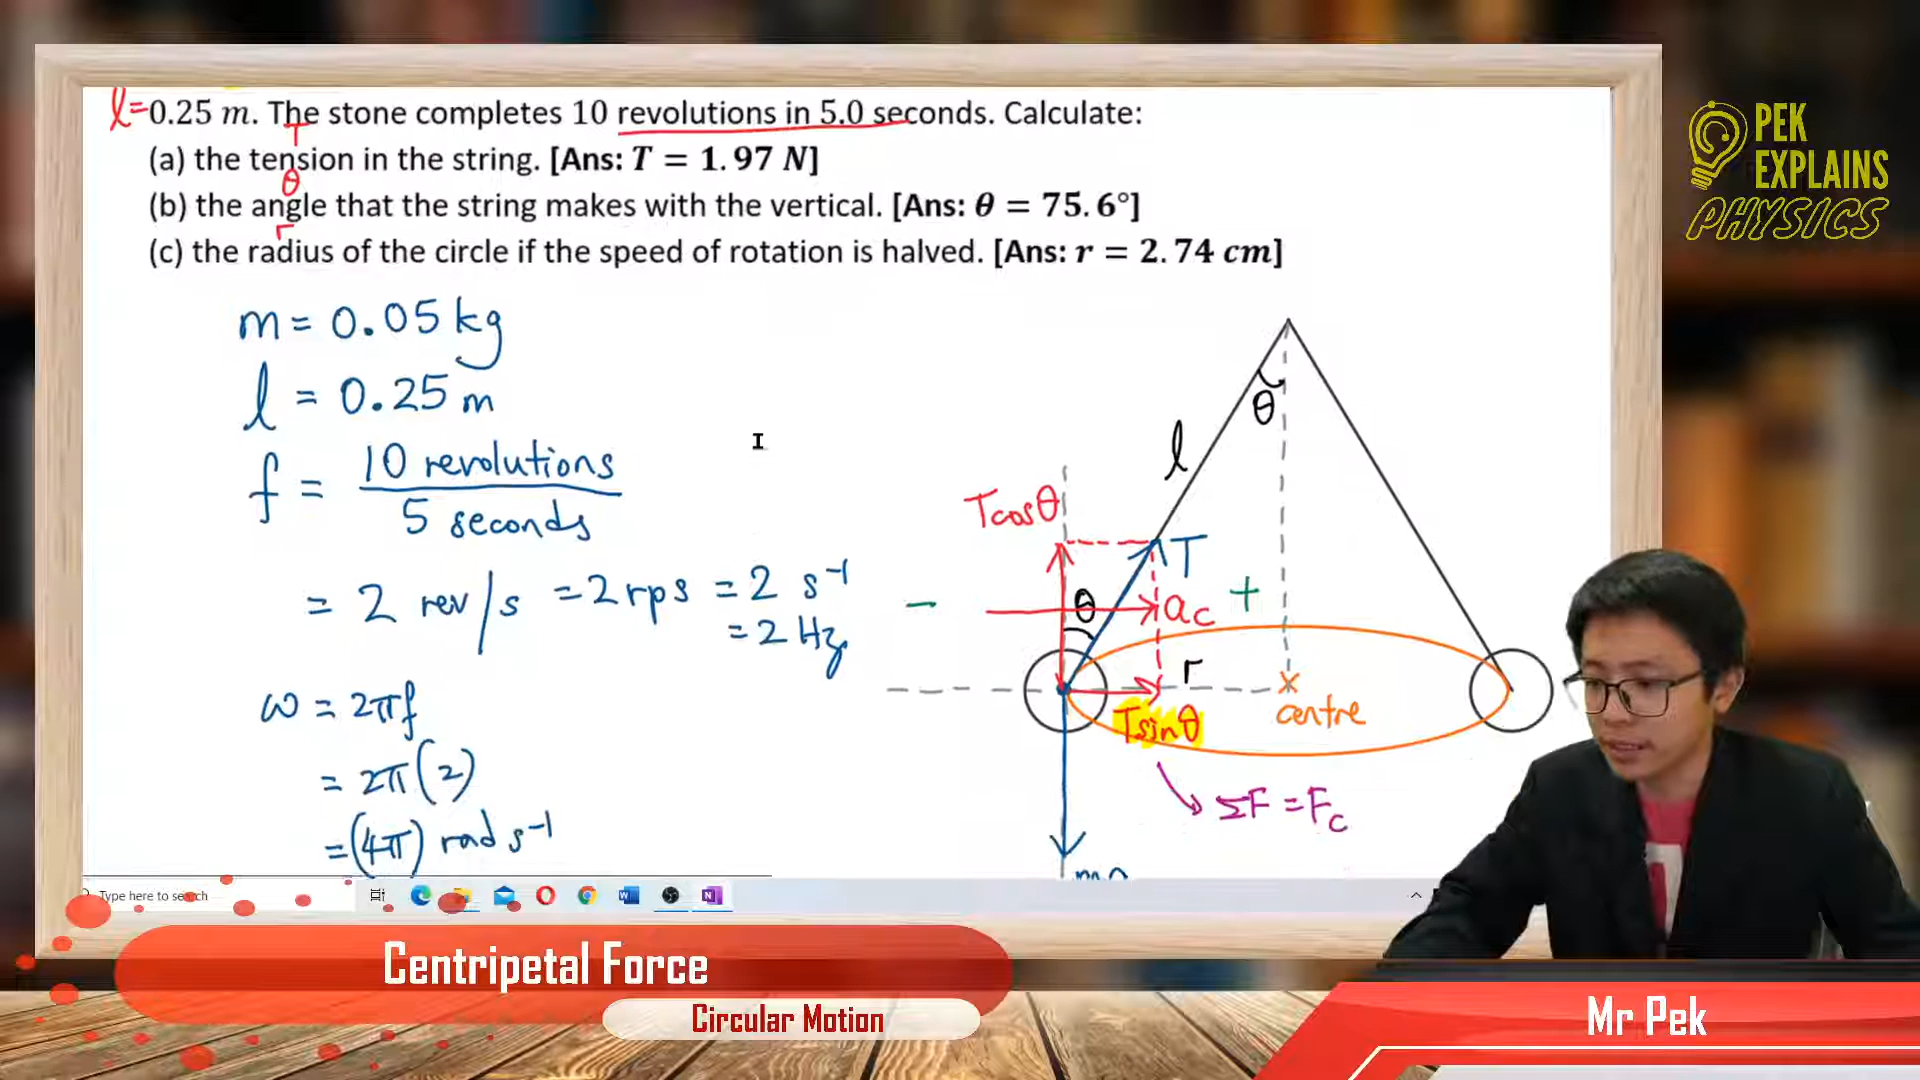 l=0.25 m. The stone completes 10 revolutions in 5.0 seconds. Calculate:
T
(a) the tension in the string. [Ans: T = 1.97 N]
θ
(b) the angle that the string makes with the vertical. [Ans: θ = 75.6°]
r
(c) the radius of the circle if the speed of rotation is halved. [Ans: r = 2.74 cm]
PEK
EXPLAINS
PHYSICS
m = 0.05 kg
l = 0.25 m
f = 10 revolutions
5 seconds
= 2 rev/s = 2 rps = 2 s⁻¹
= 2 Hz
ω = 2πf
= 2π(2)
= (4π) rad s⁻¹
θ
l
Tcosθ
T
θ
− ac +
r
centre
Tsinθ
ΣF = Fc
mg
Type here to search
Centripetal Force
Circular Motion
Mr Pek